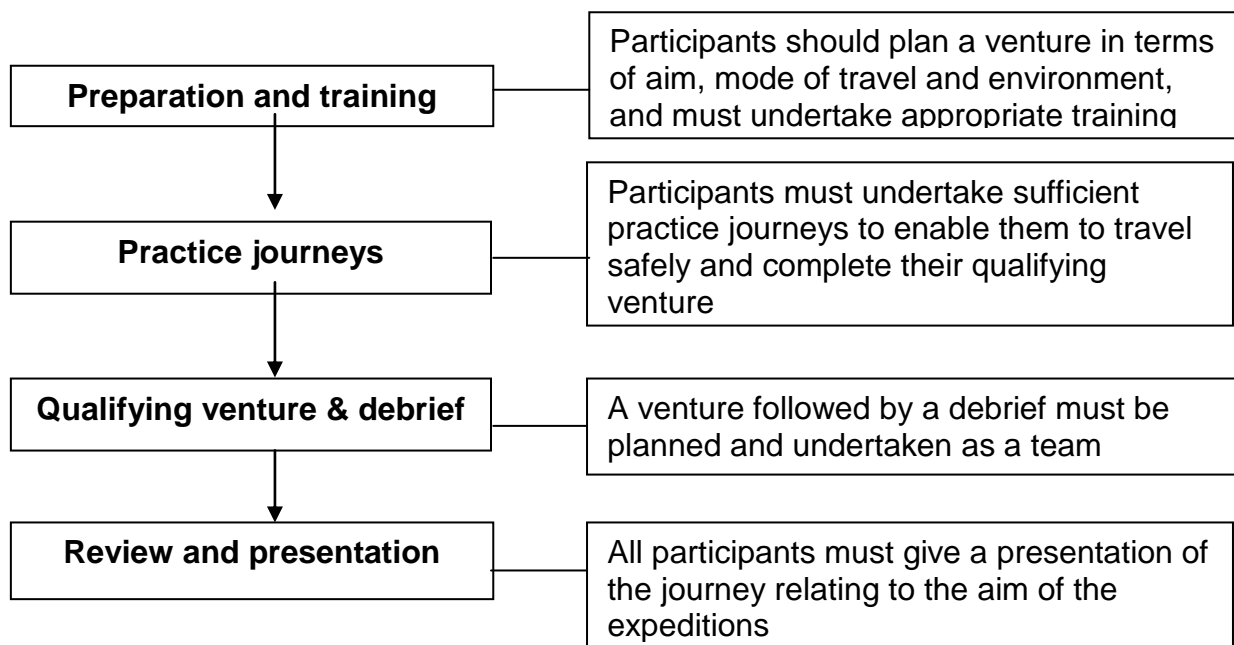 Preparation and training
Participants should plan a venture in terms
of aim, mode of travel and environment,
and must undertake appropriate training
Practice journeys
Participants must undertake sufficient
practice journeys to enable them to travel
safely and complete their qualifying
venture
Qualifying venture & debrief
A venture followed by a debrief must be
planned and undertaken as a team
Review and presentation
All participants must give a presentation of
the journey relating to the aim of the
expeditions